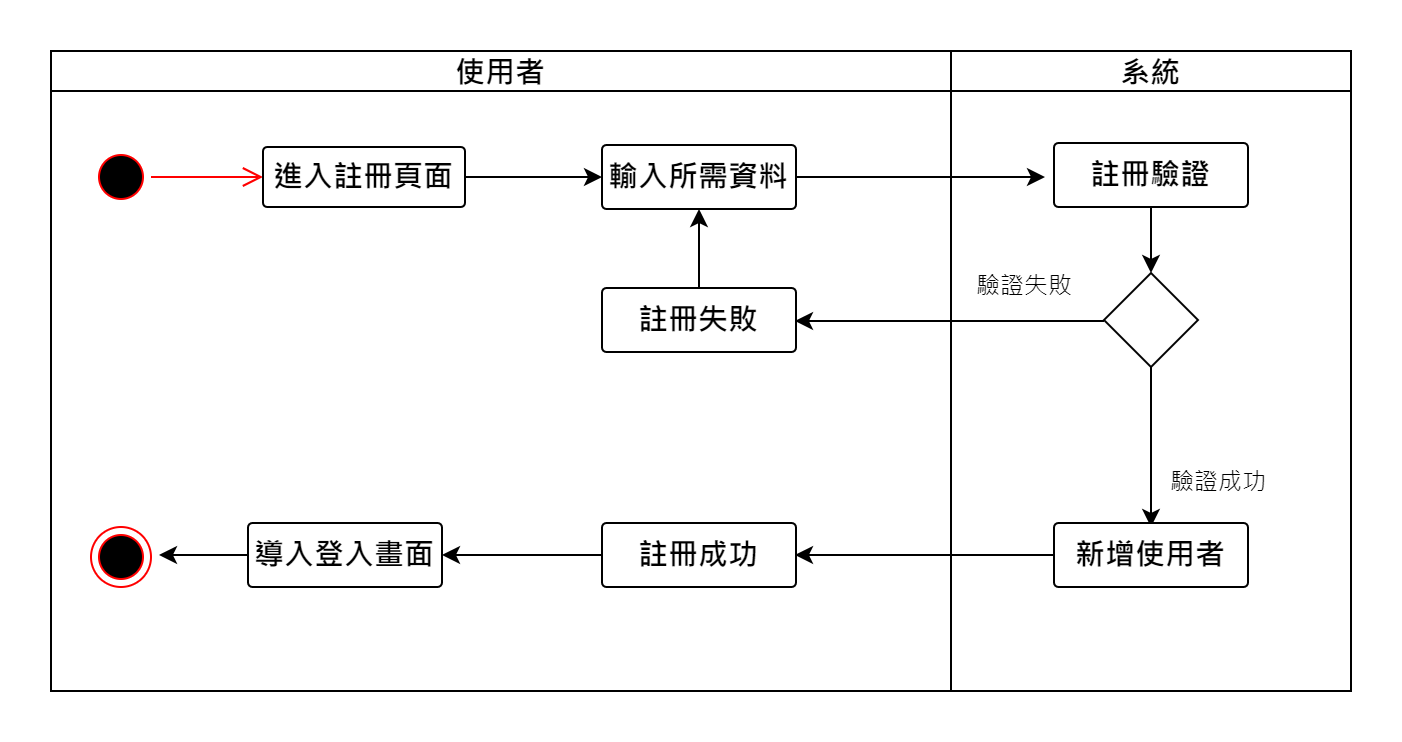 使用者
系統
進入註冊頁面
輸入所需資料
註冊驗證
驗證失敗
註冊失敗
驗證成功
導入登入畫面
註冊成功
新增使用者